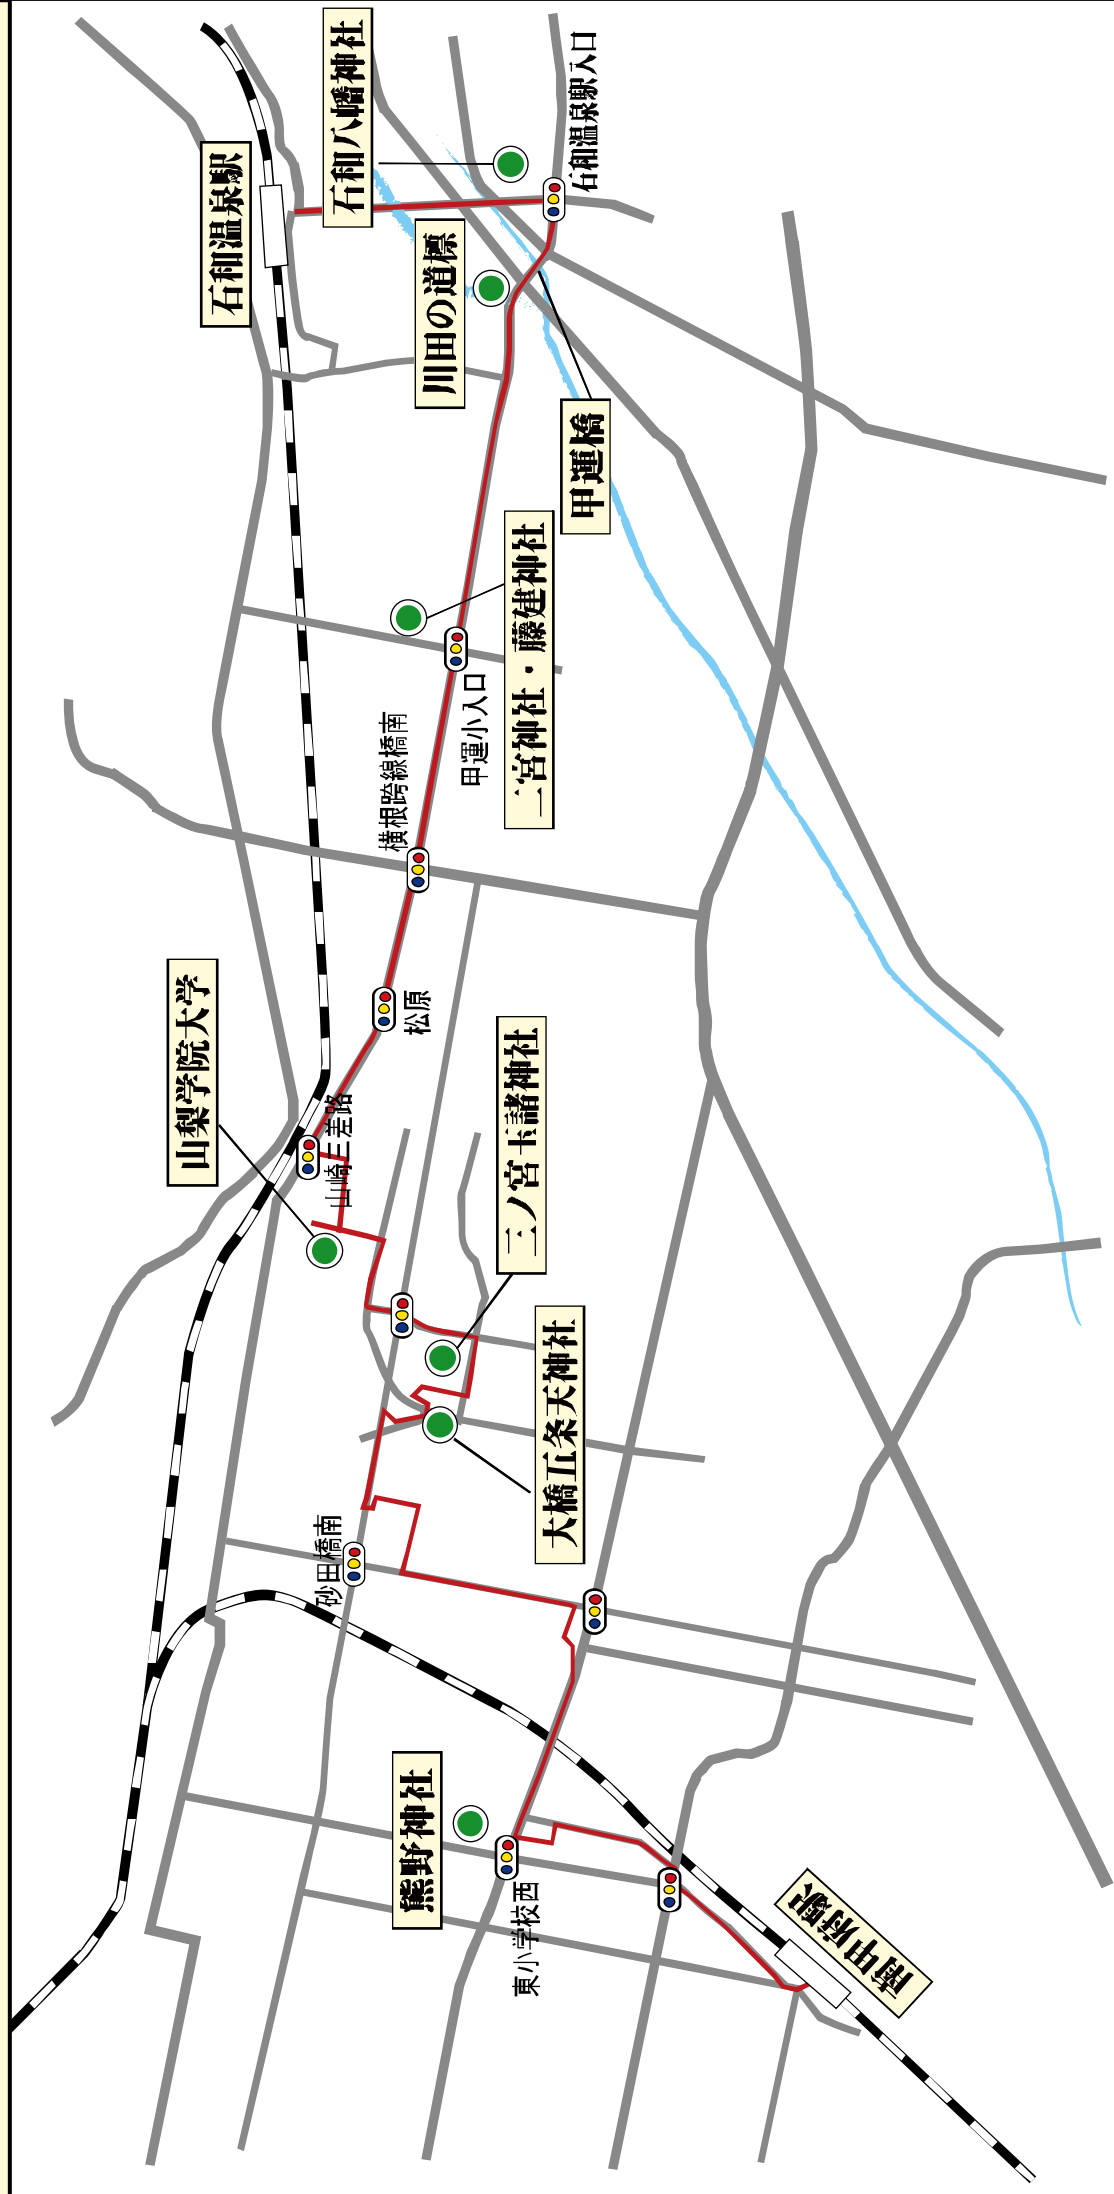 石和温泉駅
石和八幡神社
石和温泉駅入口
川田の道標
甲運橋
二宮神社・藤建神社
甲運小入口
横根跨線橋南
松原
山梨学院大学
山崎三差路
三ノ宮玉諸神社
大橋五条天神社
砂田橋南
熊野神社
東小学校西
南甲府駅